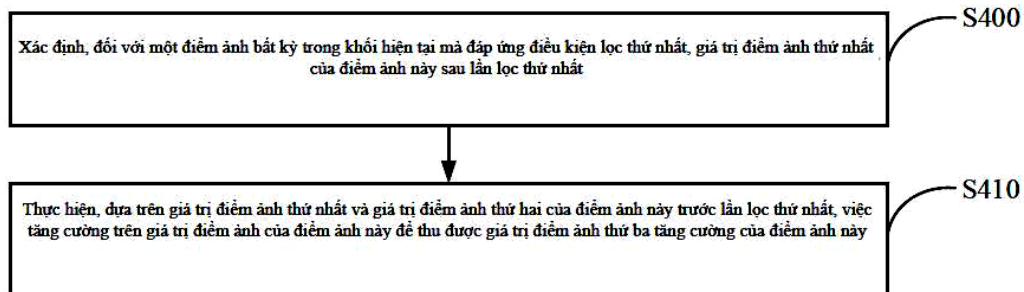 S400
Xác định, đối với một điểm ảnh bất kỳ trong khối hiện tại mà đáp ứng điều kiện lọc thứ nhất, giá trị điểm ảnh thứ nhất
của điểm ảnh này sau lần lọc thứ nhất
S410
Thực hiện, dựa trên giá trị điểm ảnh thứ nhất và giá trị điểm ảnh thứ hai của điểm ảnh này trước lần lọc thứ nhất, việc
tăng cường trên giá trị điểm ảnh của điểm ảnh này để thu được giá trị điểm ảnh thứ ba tăng cường của điểm ảnh này